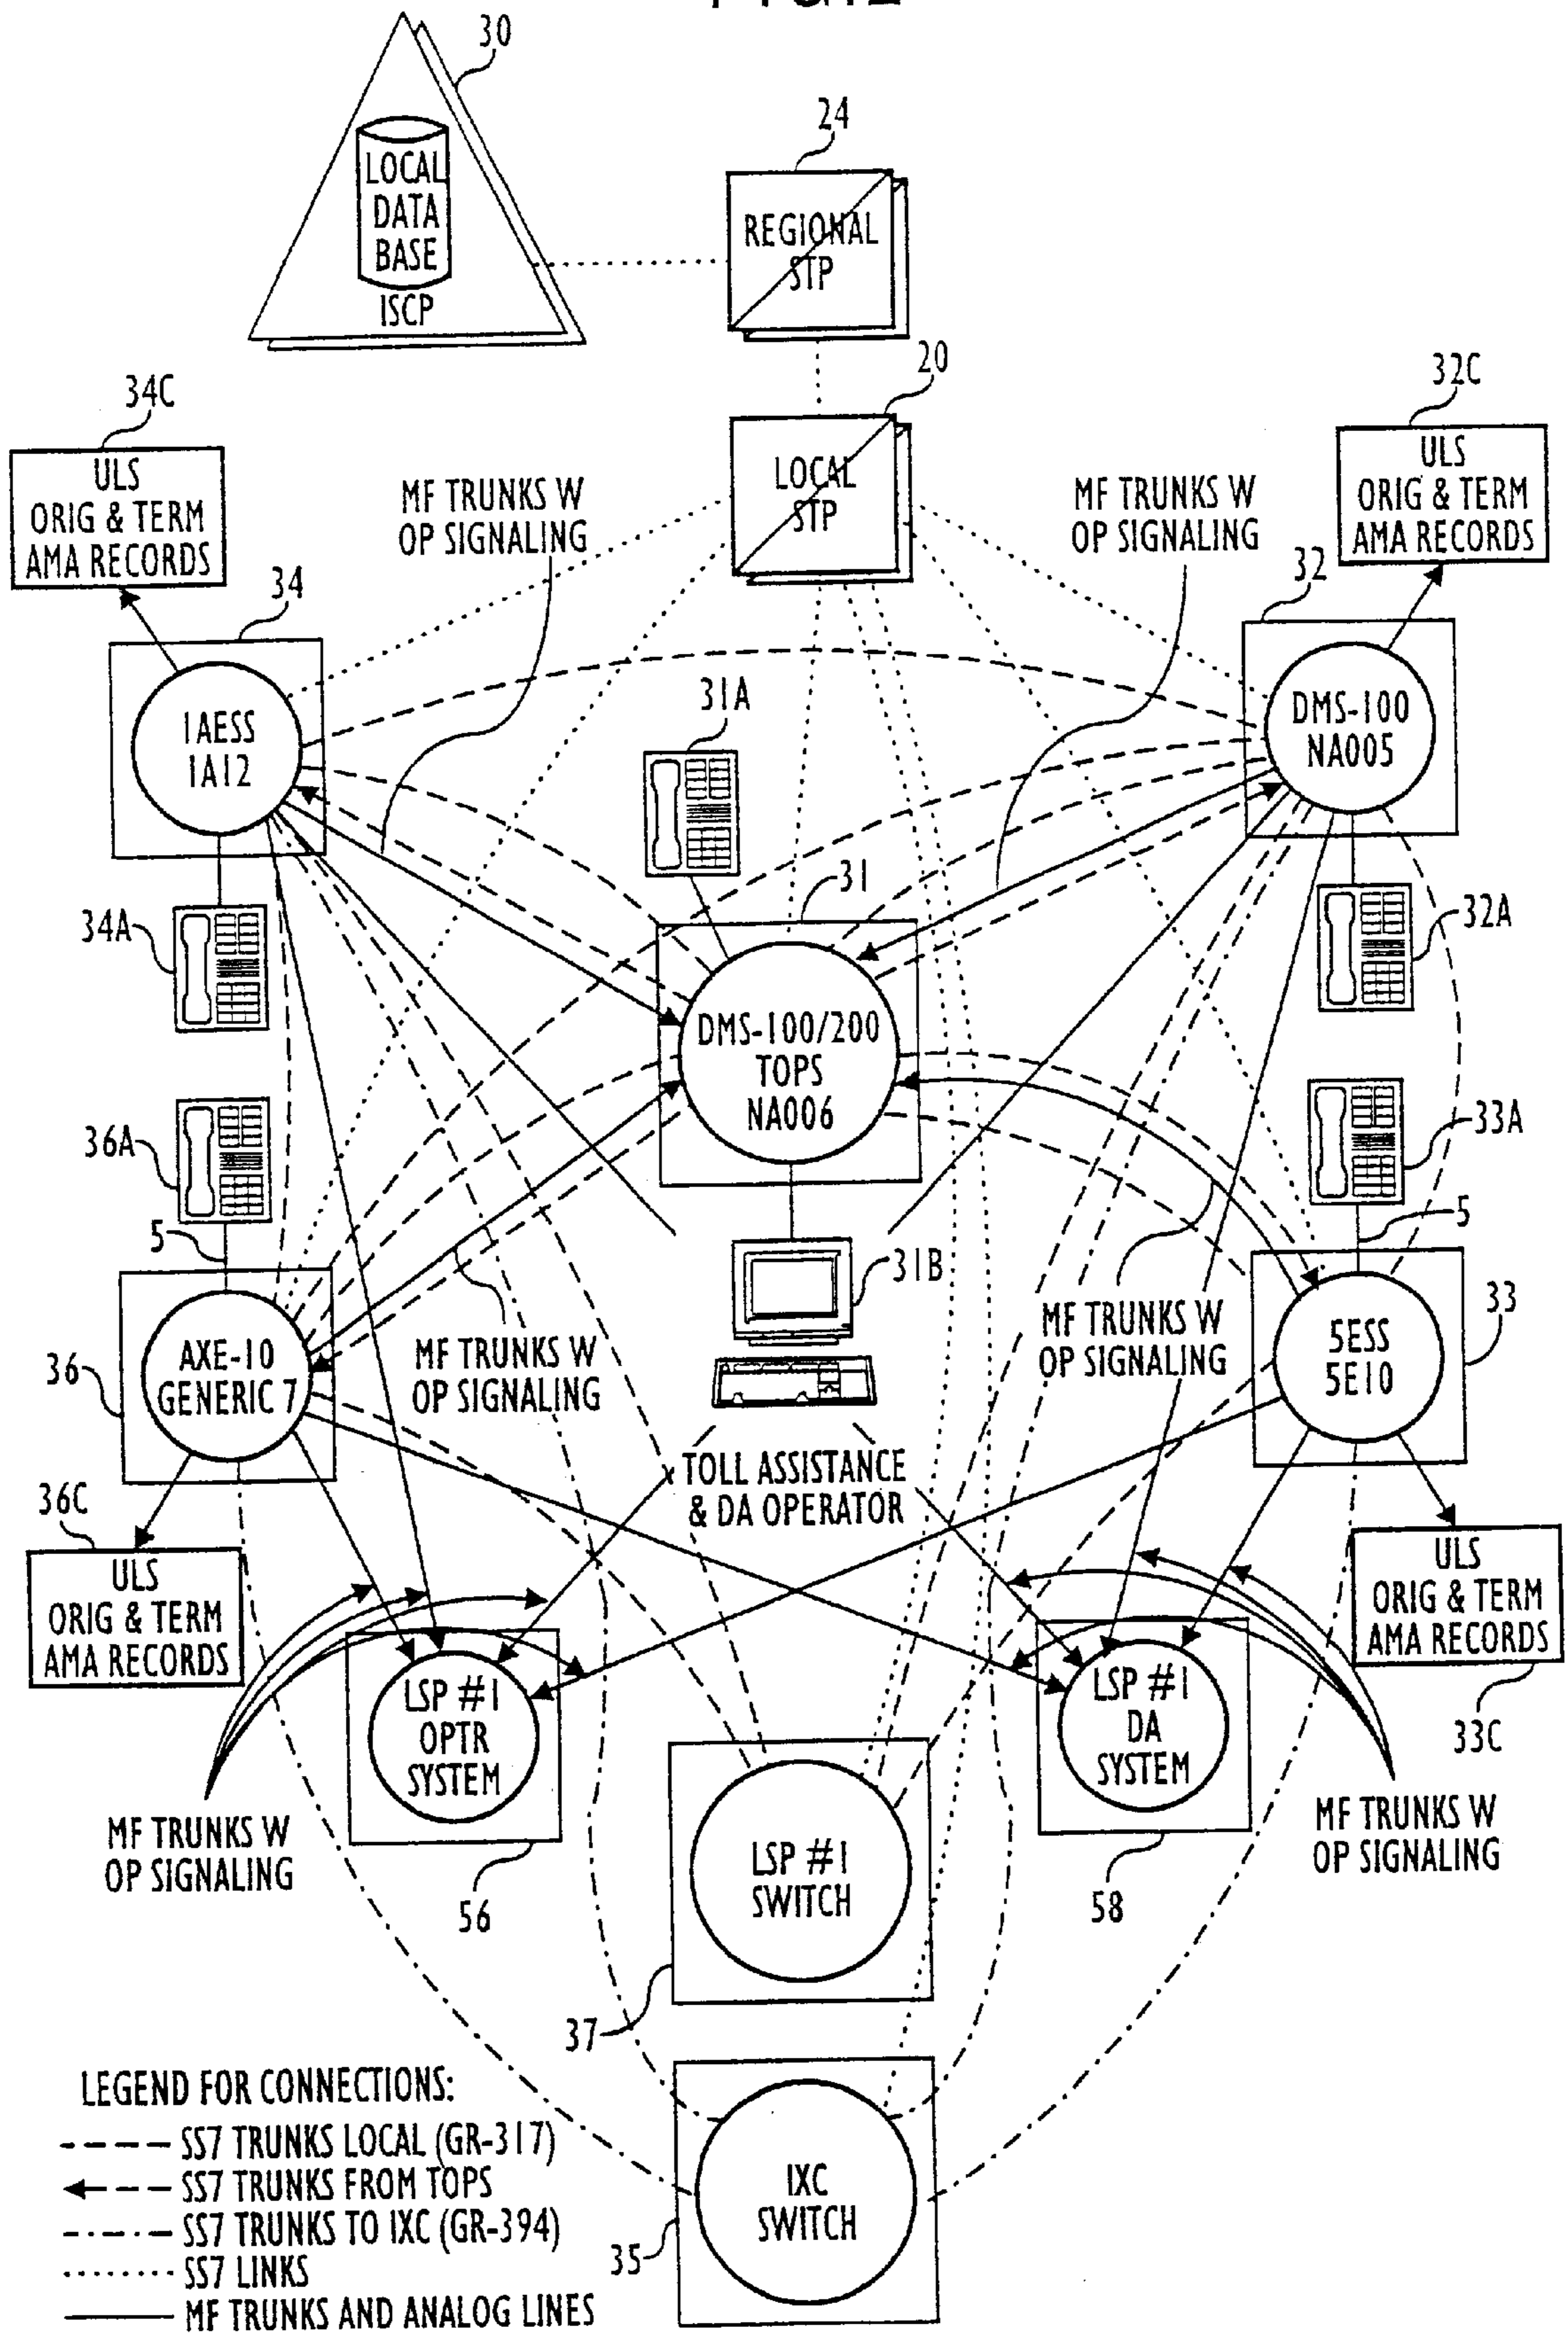 30
LOCAL
DATA
BASE
ISCP
24
REGIONAL
STP
20
LOCAL
STP
34C
ULS
ORIG & TERM
AMA RECORDS
MF TRUNKS W
OP SIGNALING
MF TRUNKS W
OP SIGNALING
32C
ULS
ORIG & TERM
AMA RECORDS
34
1AESS
1A12
32
DMS-100
NA005
31A
34A
31
32A
DMS-100/200
TOPS
NA006
36A
5
33A
5
31B
36
AXE-10
GENERIC 7
MF TRUNKS W
OP SIGNALING
MF TRUNKS W
OP SIGNALING
33
5ESS
5E10
TOLL ASSISTANCE
& DA OPERATOR
36C
ULS
ORIG & TERM
AMA RECORDS
ULS
ORIG & TERM
AMA RECORDS
33C
LSP #1
OPTR
SYSTEM
LSP #1
DA
SYSTEM
MF TRUNKS W
OP SIGNALING
56
58
MF TRUNKS W
OP SIGNALING
LSP #1
SWITCH
37
IXC
SWITCH
35
LEGEND FOR CONNECTIONS:
SS7 TRUNKS LOCAL (GR-317)
SS7 TRUNKS FROM TOPS
SS7 TRUNKS TO IXC (GR-394)
SS7 LINKS
MF TRUNKS AND ANALOG LINES